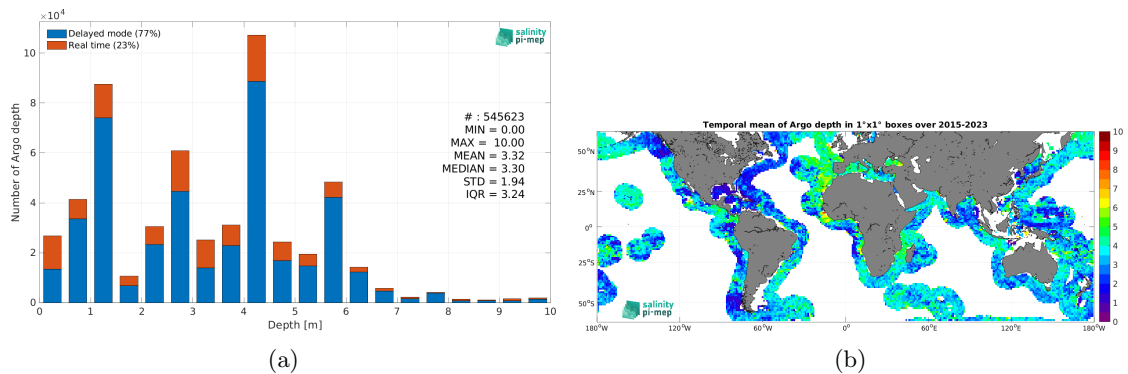 ×10⁴
Delayed mode (77%)
Real time (23%)
salinity
pi-mep
# : 545623
MIN = 0.00
MAX = 10.00
MEAN = 3.32
MEDIAN = 3.30
STD = 1.94
IQR = 3.24
Number of Argo depth
10
8
6
4
2
0
0 1 2 3 4 5 6 7 8 9 10
Depth [m]
(a)
Temporal mean of Argo depth in 1°x1° boxes over 2015-2023
50°N
25°N
0°
25°S
50°S
180°W 120°W 60°W 0° 60°E 120°E 180°W
salinity
pi-mep
10
9
8
7
6
5
4
3
2
1
0
(b)